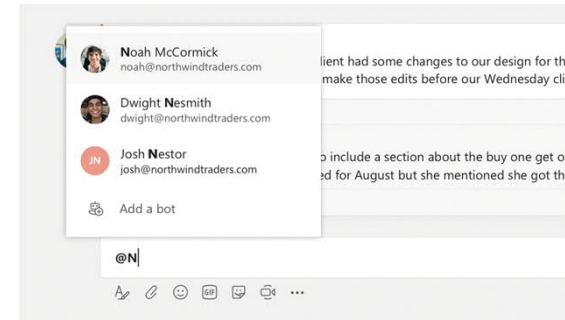 Noah McCormick
noah@northwindtraders.com
Dwight Nesmith
dwight@northwindtraders.com
JN
Josh Nestor
josh@northwindtraders.com
Add a bot
lient had some changes to our design for th
make those edits before our Wednesday cli
o include a section about the buy one get o
ed for August but she mentioned she got th
@N
GIF